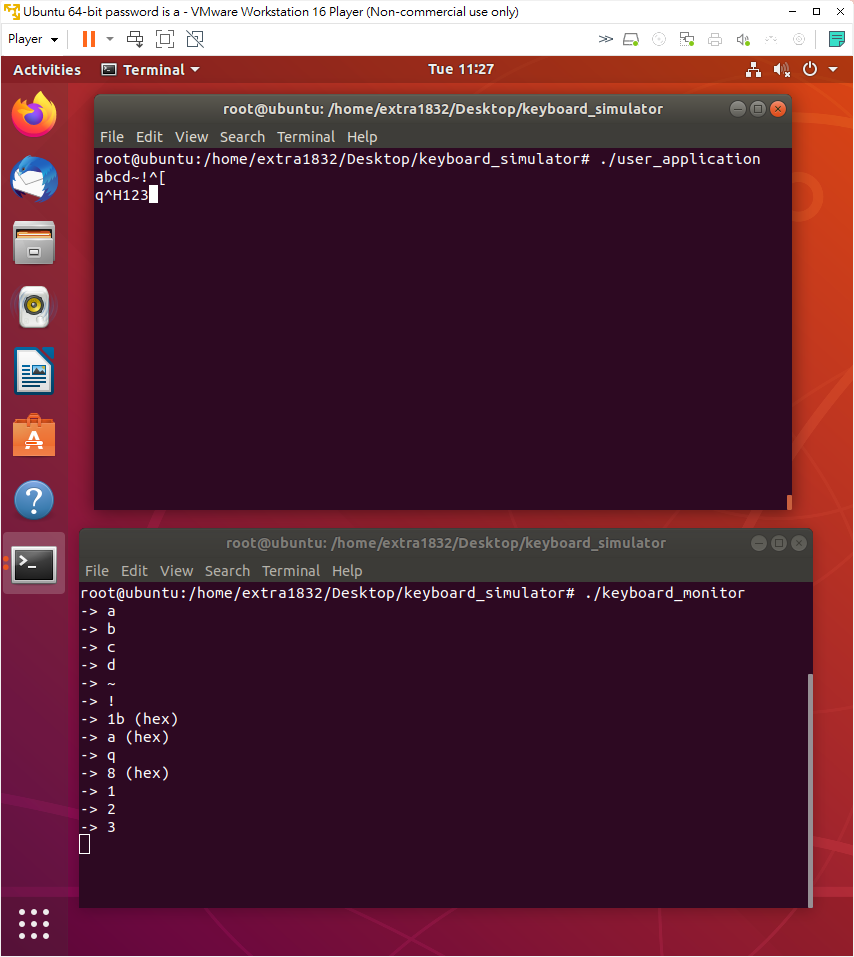 Ubuntu 64-bit password is a - VMware Workstation 16 Player (Non-commercial use only)
Player
Activities Terminal Tue 11:27
root@ubuntu: /home/extra1832/Desktop/keyboard_simulator
File Edit View Search Terminal Help
root@ubuntu:/home/extra1832/Desktop/keyboard_simulator# ./user_application
abcd~!^[
q^H123
root@ubuntu: /home/extra1832/Desktop/keyboard_simulator
File Edit View Search Terminal Help
root@ubuntu:/home/extra1832/Desktop/keyboard_simulator# ./keyboard_monitor
-> a
-> b
-> c
-> d
-> ~
-> !
-> 1b (hex)
-> a (hex)
-> q
-> 8 (hex)
-> 1
-> 2
-> 3